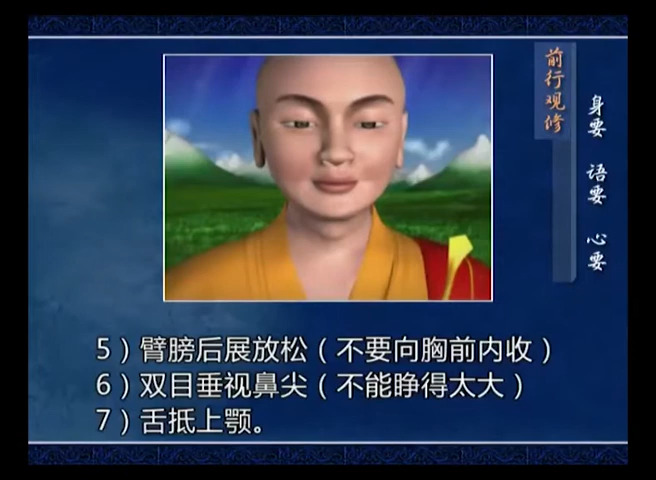 前行观修
身要 语要 心要
5）臂膀后展放松（不要向胸前内收）
6）双目垂视鼻尖（不能睁得太大）
7）舌抵上颚。